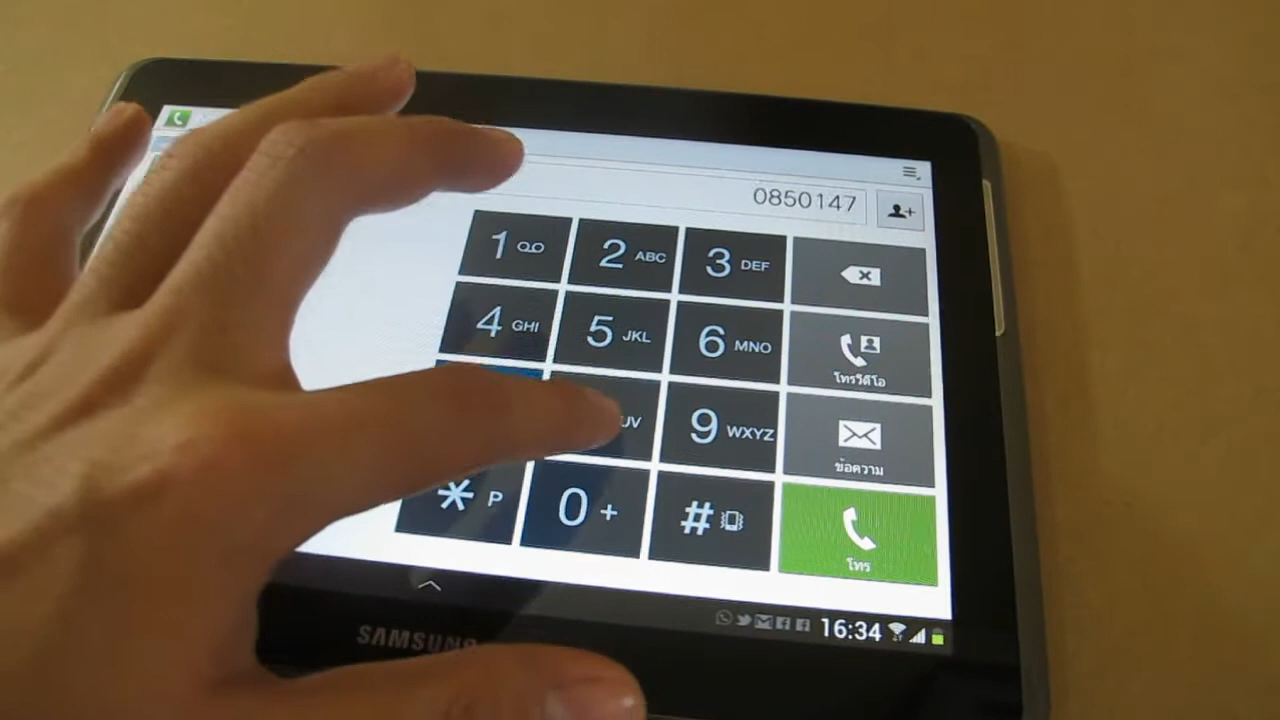 0850147
1
2 ABC
3 DEF
4 GHI
5 JKL
6 MNO
โทรวิดีโอ
UV
9 WXYZ
ข้อความ
* P
0 +
#
โทร
16:34
SAMSUNG